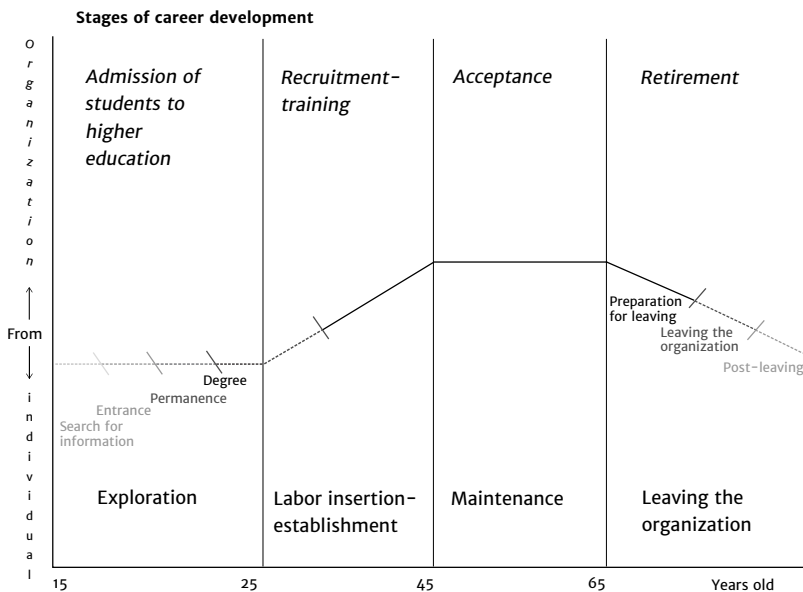 Stages of career development
Organization
From
individual
Admission of
students to
higher
education
Recruitment-
training
Acceptance
Retirement
Preparation
for leaving
Leaving the
organization
Post-leaving
Degree
Permanence
Entrance
Search for
information
Exploration
Labor insertion-
establishment
Maintenance
Leaving the
organization
15
25
45
65
Years old